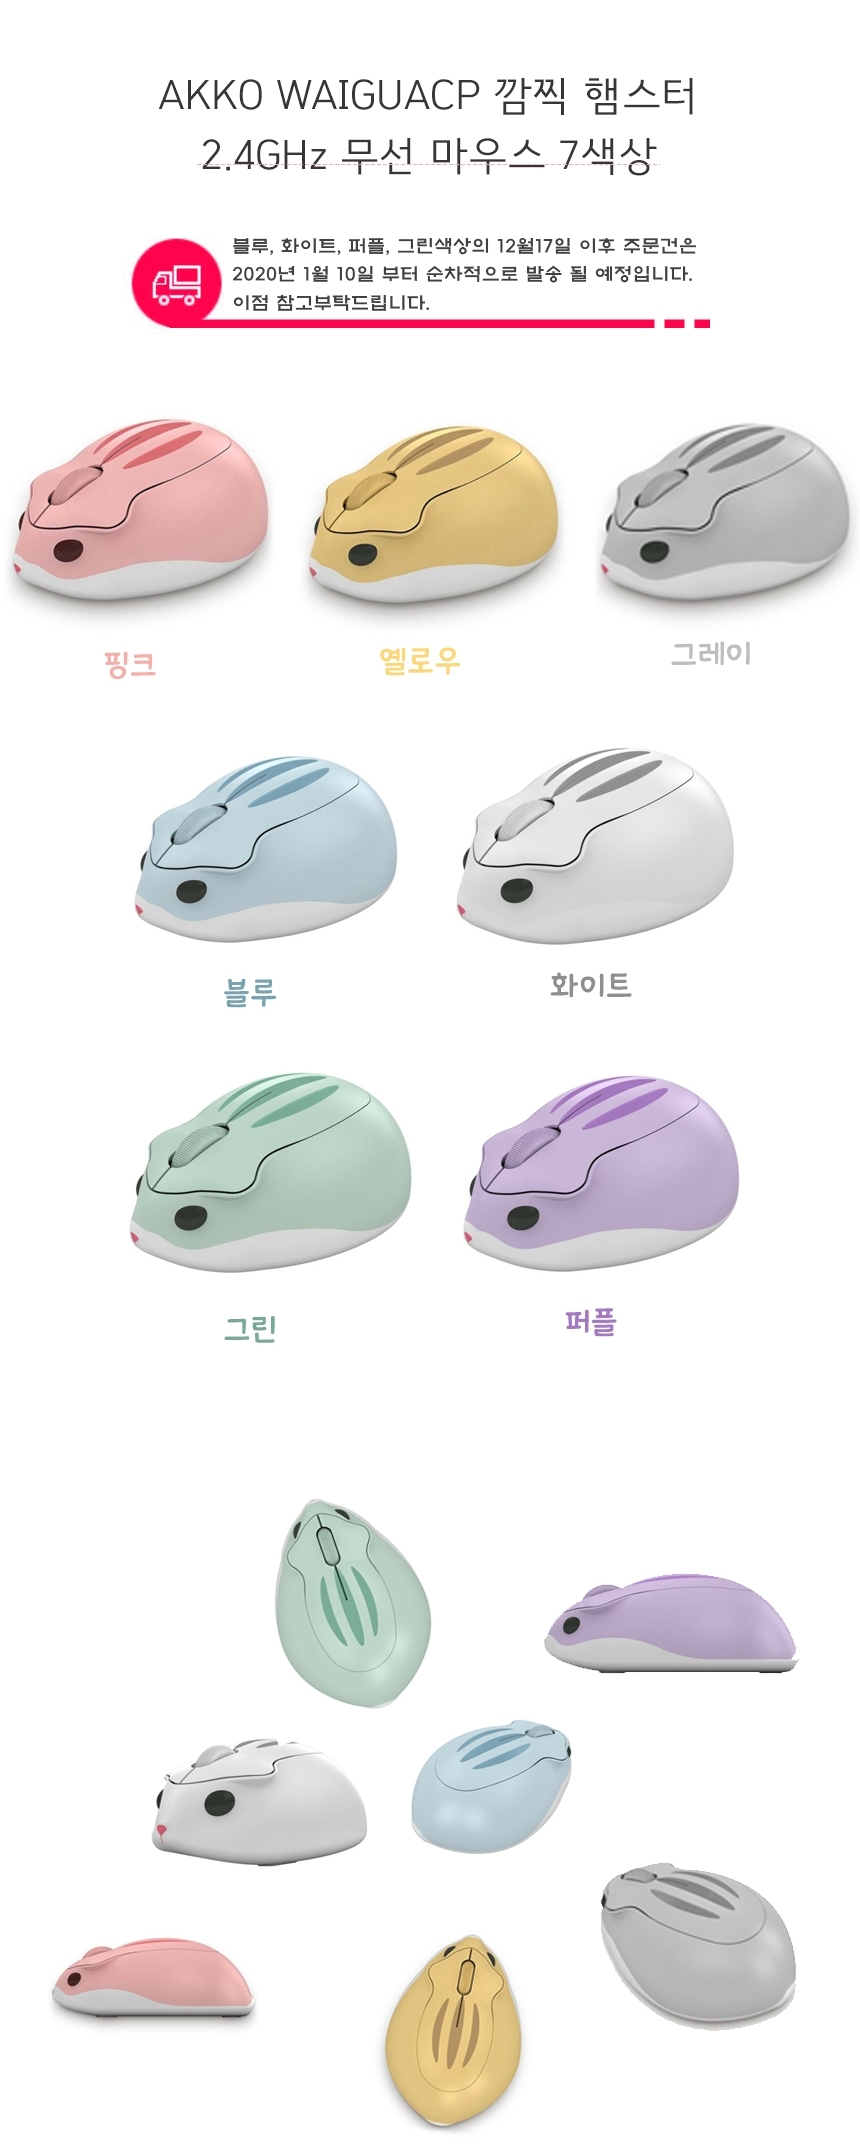 AKKO WAIGUACP 깜찍 햄스터
2.4GHz 무선 마우스 7색상
블루, 화이트, 퍼플, 그린색상의 12월17일 이후 주문건은
2020년 1월 10일 부터 순차적으로 발송 될 예정입니다.
이점 참고부탁드립니다.
핑크
옐로우
그레이
블루
화이트
그린
퍼플